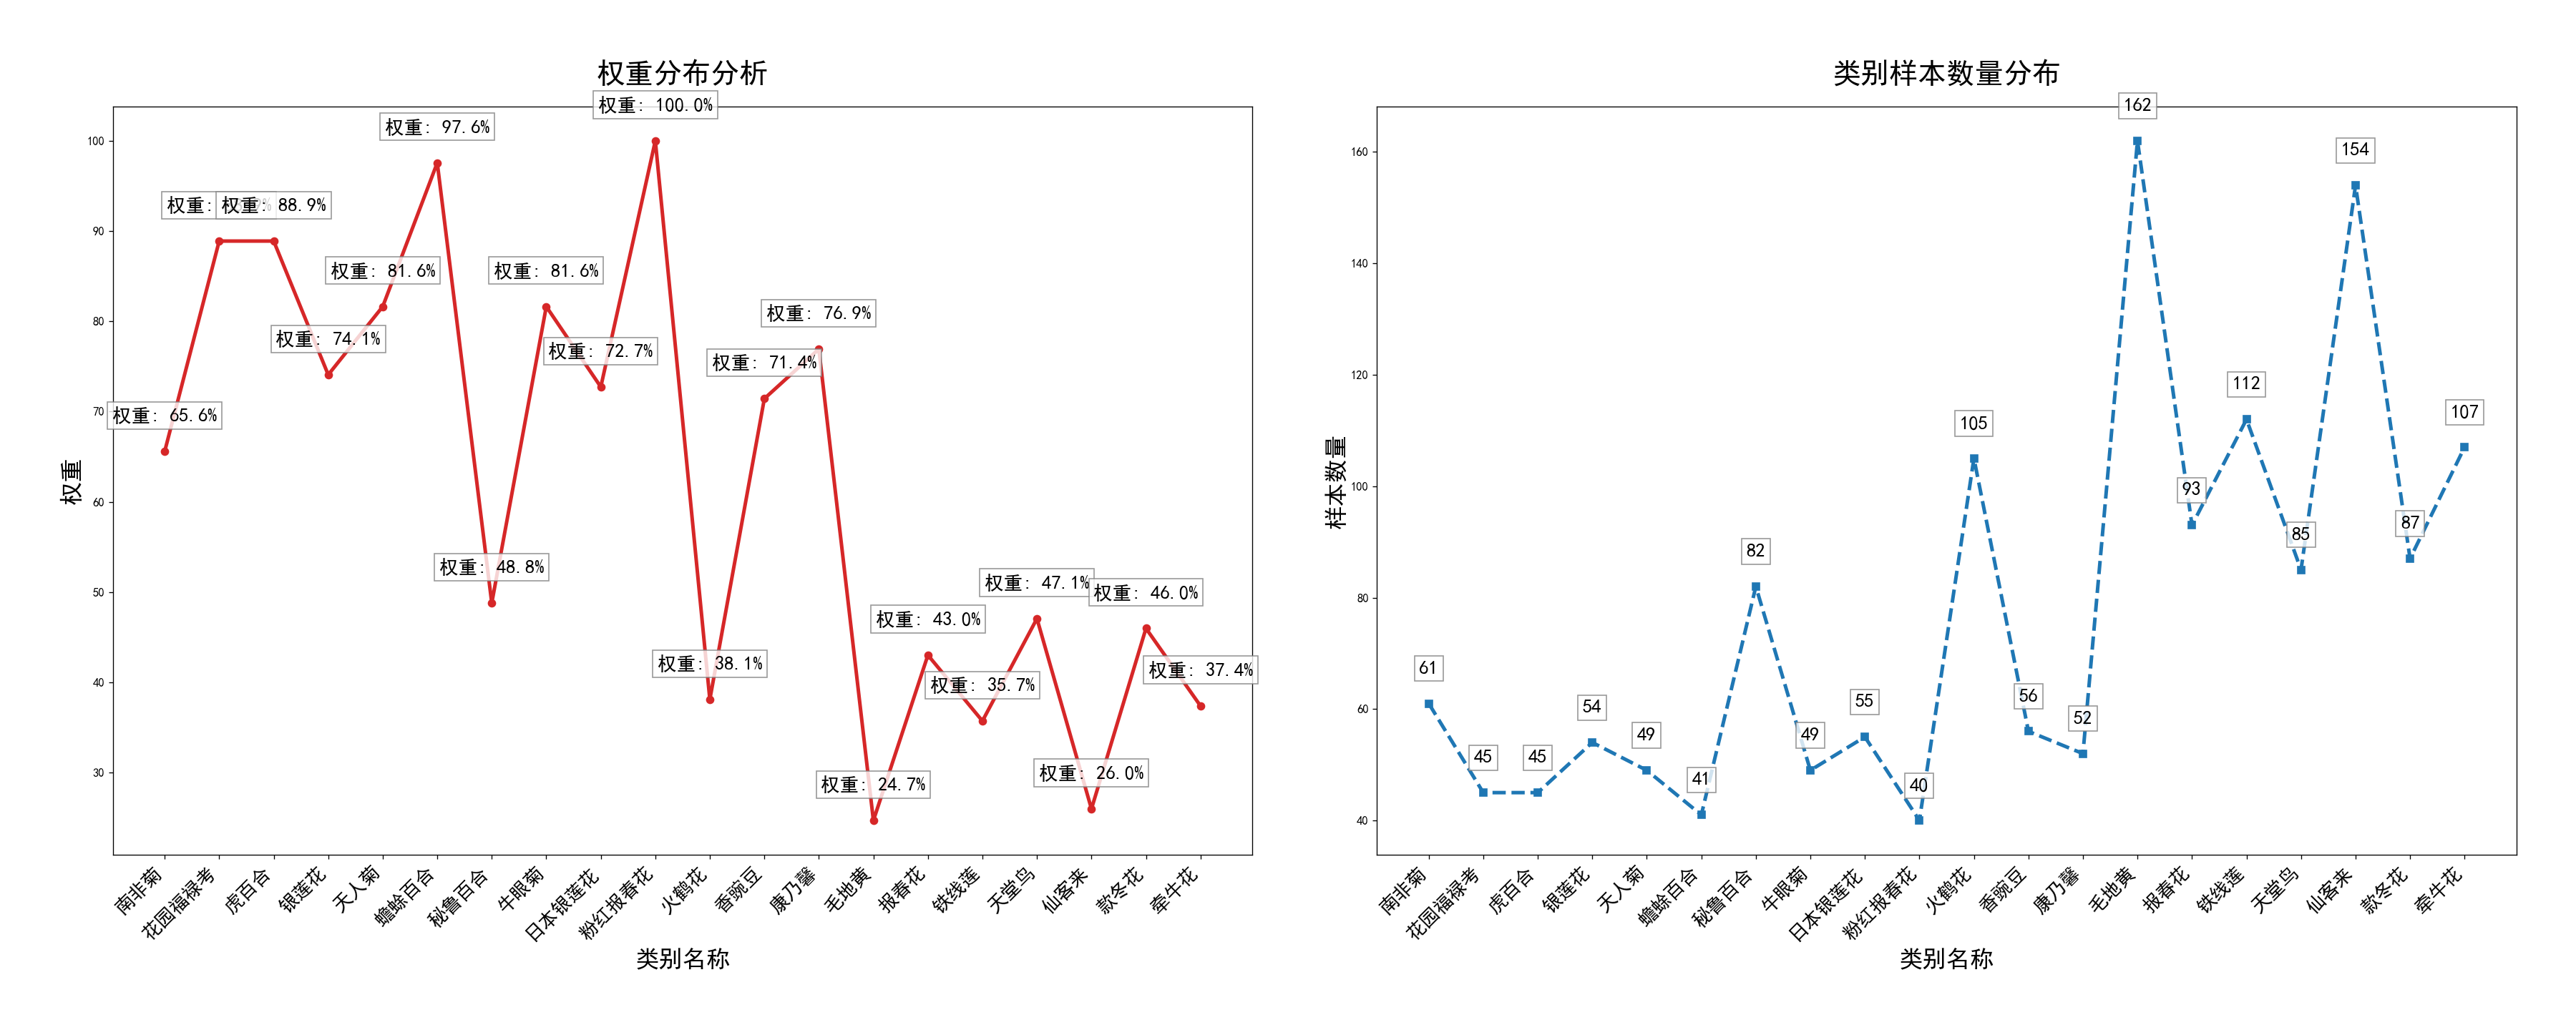 权重分布分析
权重: 100.0%
权重: 97.6%
权重: 88.9%
权重: 81.6%
权重: 81.6%
权重: 76.9%
权重: 74.1%
权重: 72.7%
权重: 71.4%
权重: 65.6%
权重: 48.8%
权重: 47.1%
权重: 46.0%
权重: 43.0%
权重: 38.1%
权重: 37.4%
权重: 35.7%
权重: 26.0%
权重: 24.7%
权重:
100
90
80
70
60
50
40
30
权重
南非菊
花园福禄考
虎百合
银莲花
天人菊
蟾蜍百合
秘鲁百合
牛眼菊
日本银莲花
粉红报春花
火鹤花
香豌豆
康乃馨
毛地黄
报春花
铁线莲
天堂鸟
仙客来
款冬花
牵牛花
类别名称
类别样本数量分布
61
45
45
54
49
41
82
49
55
40
105
56
52
162
93
112
85
154
87
107
160
140
120
100
80
60
40
样本数量
南非菊
花园福禄考
虎百合
银莲花
天人菊
蟾蜍百合
秘鲁百合
牛眼菊
日本银莲花
粉红报春花
火鹤花
香豌豆
康乃馨
毛地黄
报春花
铁线莲
天堂鸟
仙客来
款冬花
牵牛花
类别名称